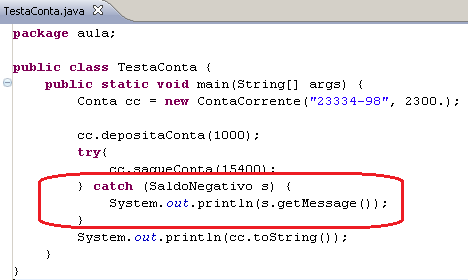 TestaConta.java
package aula;
public class TestaConta {
public static void main(String[] args) {
Conta cc = new ContaCorrente("23334-98", 2300.);
cc.depositaConta(1000);
try{
cc.saqueConta(15400);
} catch (SaldoNegativo s) {
System.out.println(s.getMessage());
}
System.out.println(cc.toString());
}
}